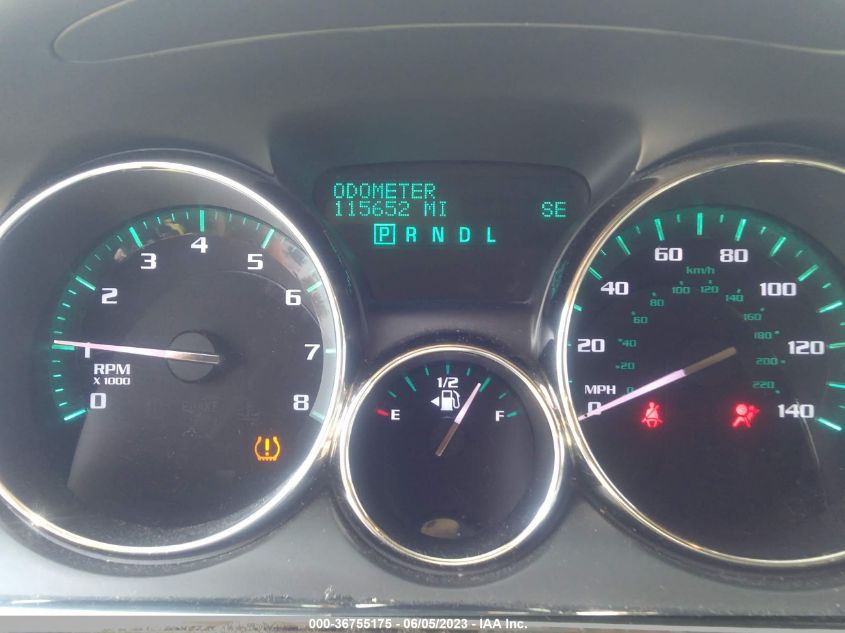 ODOMETER
115652 MI SE
P R N D L
0 1 2 3 4 5 6 7 8
RPM
X 1000
E 1/2 F
0 20 40 60 80 100 120 140
MPH
km/h
0 20 40 60 80 100 120 140 160 180 200 220
000-36755175 - 06/05/2023 - IAA Inc.